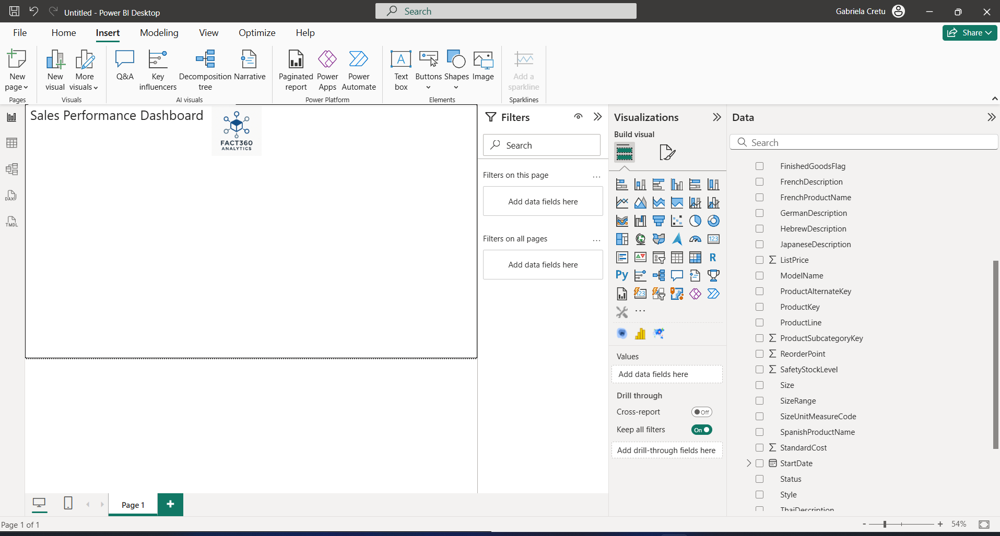 Untitled - Power BI Desktop
Search
Gabriela Cretu
File
Home
Insert
Modeling
View
Optimize
Help
Share
New page
New visual
More visuals
Q&A
Key influencers
Decomposition tree
Narrative
Paginated report
Power Apps
Power Automate
Text box
Buttons
Shapes
Image
Add a sparkline
Pages
Visuals
AI visuals
Power Platform
Elements
Sparklines
A
DAX
TMDL
Sales Performance Dashboard
FACT360
ANALYTICS
Filters
Search
Filters on this page
...
Add data fields here
Filters on all pages
...
Add data fields here
Visualizations
Build visual
123
R
Py
123
...
Values
Add data fields here
Drill through
Cross-report
Off
Keep all filters
On
Add drill-through fields here
Data
Search
FinishedGoodsFlag
FrenchDescription
FrenchProductName
GermanDescription
HebrewDescription
JapaneseDescription
∑ ListPrice
ModelName
ProductAlternateKey
ProductKey
ProductLine
∑ ProductSubcategoryKey
∑ ReorderPoint
∑ SafetyStockLevel
Size
SizeRange
SizeUnitMeasureCode
SpanishProductName
∑ StandardCost
StartDate
Status
Style
ThaiDescription
Page 1
+
Page 1 of 1
- + 54%